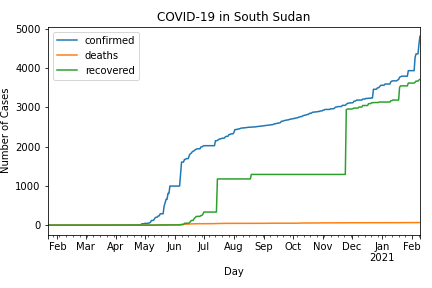 COVID-19 in South Sudan
confirmed
deaths
recovered
Number of Cases
5000
4000
3000
2000
1000
0
Feb Mar Apr May Jun Jul Aug Sep Oct Nov Dec Jan Feb
2021
Day